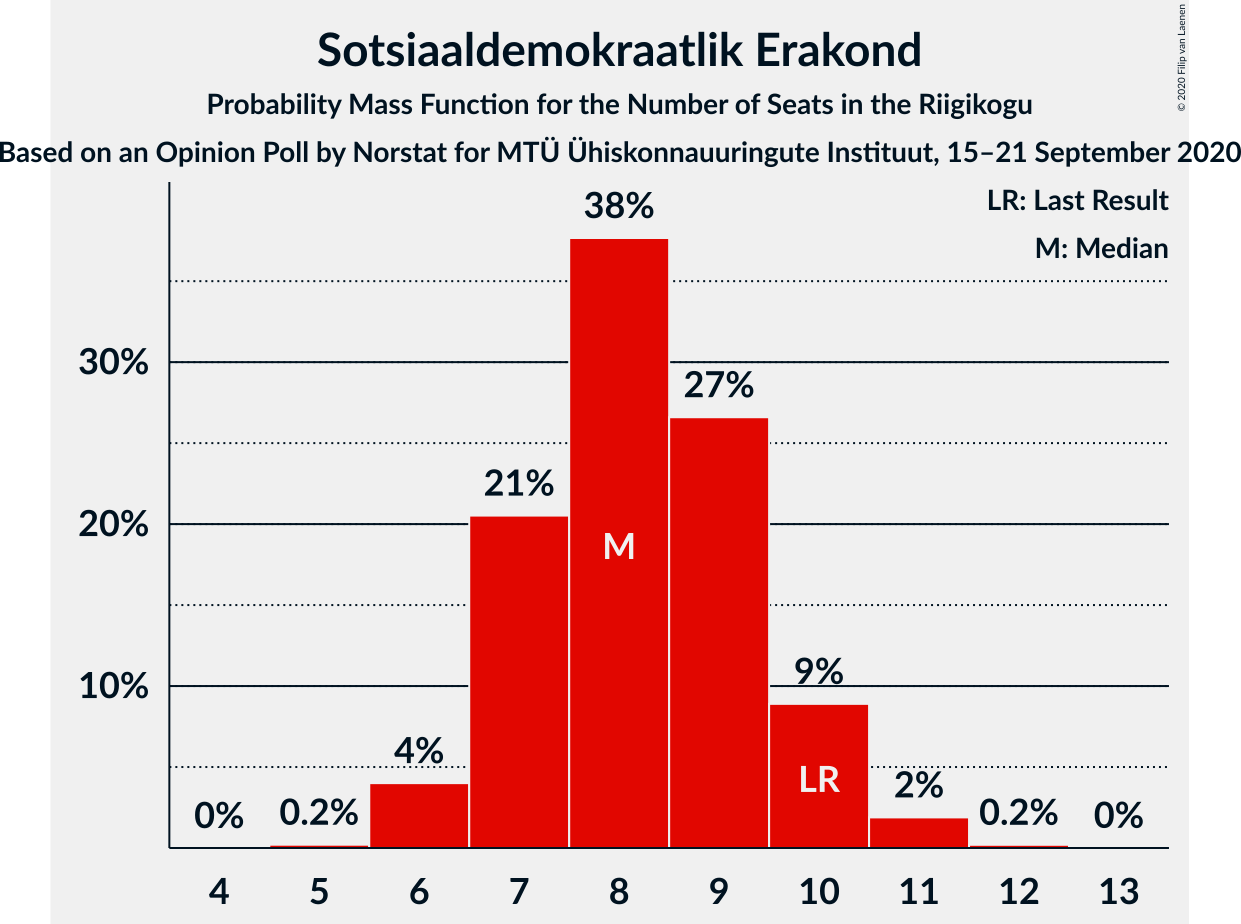 Sotsiaaldemokraatlik Erakond
Probability Mass Function for the Number of Seats in the Riigikogu
Based on an Opinion Poll by Norstat for MTÜ Ühiskonnauuringute Instituut, 15–21 September 2020
© 2020 Filip van Laenen
LR: Last Result
M: Median
38%
30%
27%
21%
20%
M
10%
9%
4%
LR
2%
0%
0.2%
0.2%
0%
4 5 6 7 8 9 10 11 12 13